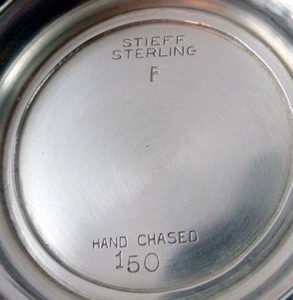 STIEFF
STERLING
F
HAND CHASED
150